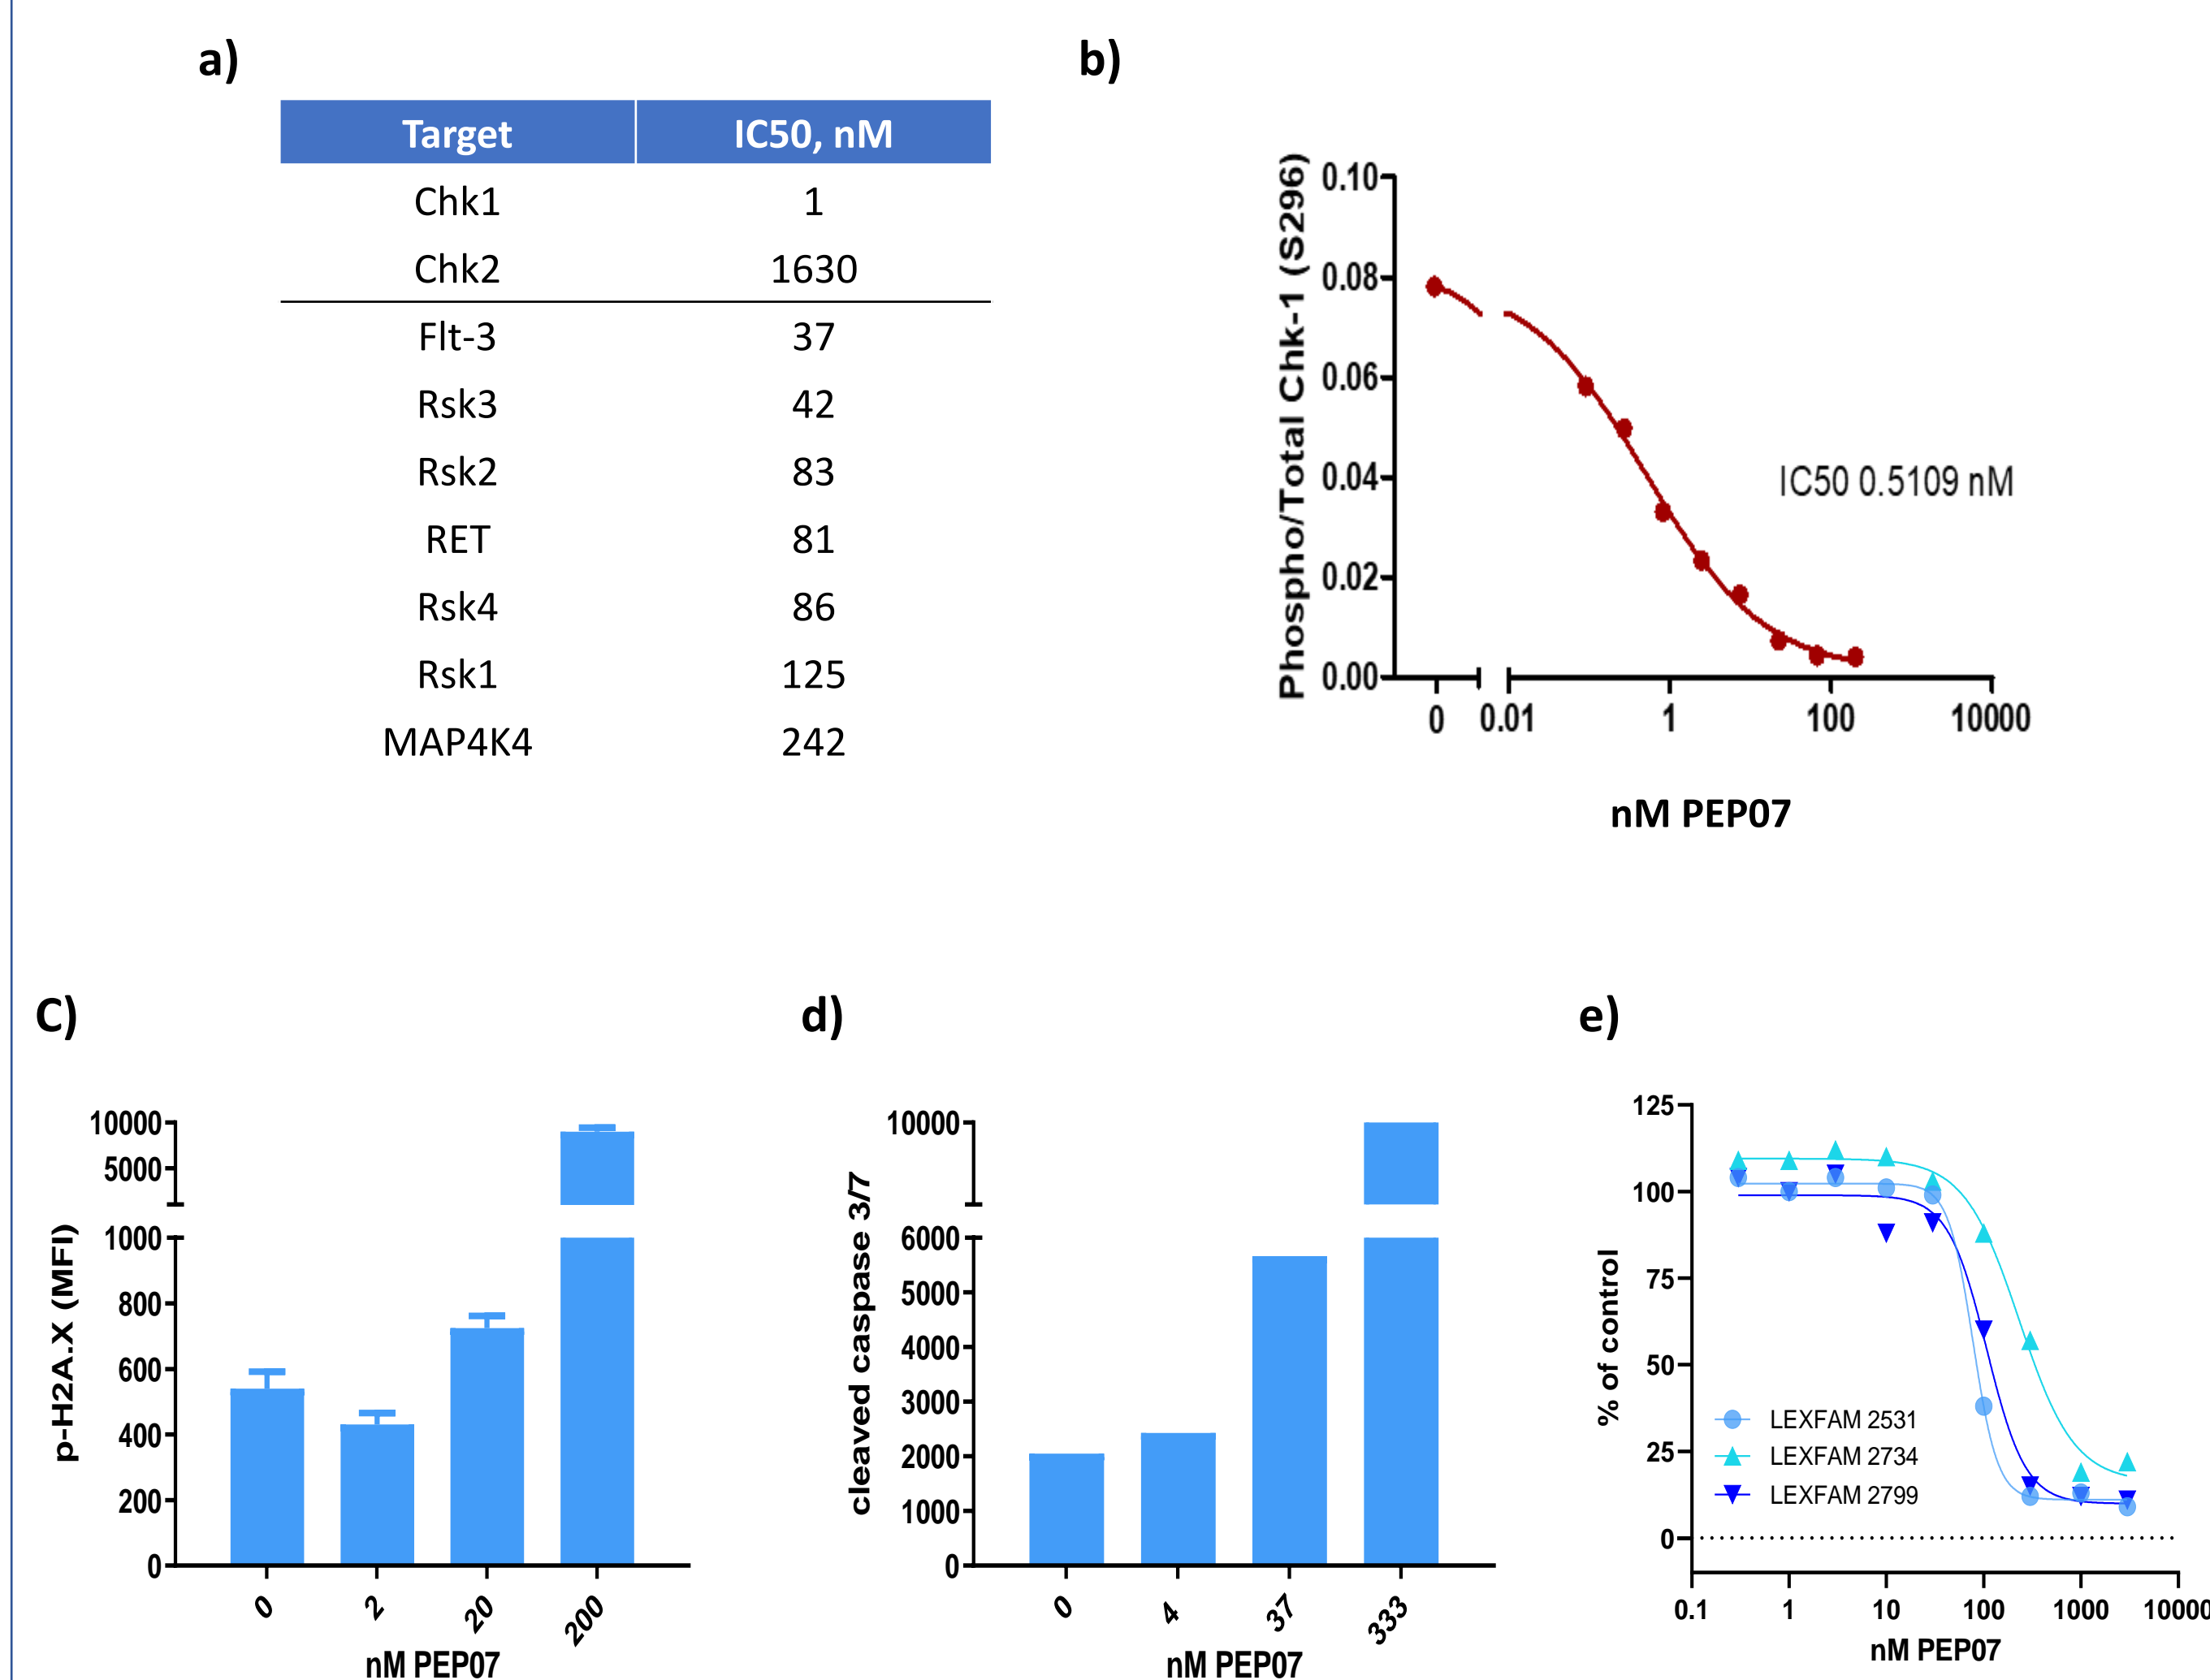 a)
Target IC50, nM
Chk1 1
Chk2 1630
Flt-3 37
Rsk3 42
Rsk2 83
RET 81
Rsk4 86
Rsk1 125
MAP4K4 242
b)
Phospho/Total Chk-1 (S296)
0.10
0.08
0.06
0.04
0.02
0.00
IC50 0.5109 nM
0 0.01 1 100 10000
nM PEP07
C)
p-H2A.X (MFI)
10000
5000
1000
800
600
400
200
0
0 2 20 200
nM PEP07
d)
cleaved caspase 3/7
10000
6000
5000
4000
3000
2000
1000
0
0 4 37 333
nM PEP07
e)
% of control
125
100
75
50
25
0
LEXFAM 2531
LEXFAM 2734
LEXFAM 2799
0.1 1 10 100 1000 10000
nM PEP07